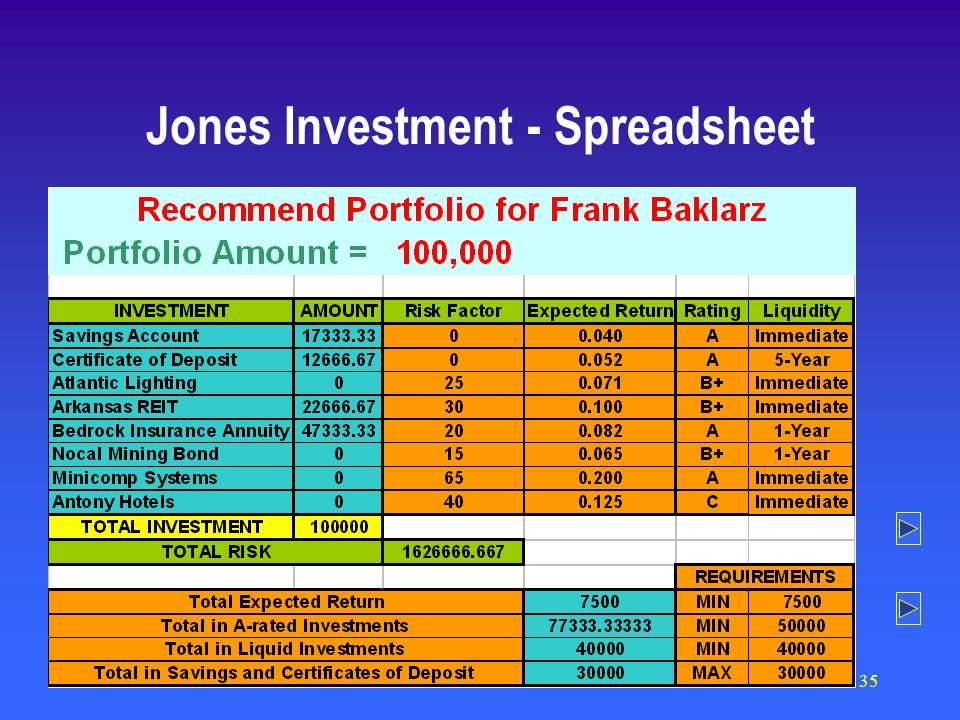 Jones Investment - Spreadsheet
Recommend Portfolio for Frank Baklarz
Portfolio Amount = 100,000
INVESTMENT AMOUNT Risk Factor Expected Return Rating Liquidity
Savings Account 17333.33 0 0.040 A Immediate
Certificate of Deposit 12666.67 0 0.052 A 5-Year
Atlantic Lighting 0 25 0.071 B+ Immediate
Arkansas REIT 22666.67 30 0.100 B+ Immediate
Bedrock Insurance Annuity 47333.33 20 0.082 A 1-Year
Nocal Mining Bond 0 15 0.065 B+ 1-Year
Minicomp Systems 0 65 0.200 A Immediate
Antony Hotels 0 40 0.125 C Immediate
TOTAL INVESTMENT 100000
TOTAL RISK 1626666.667
REQUIREMENTS
Total Expected Return 7500 MIN 7500
Total in A-rated Investments 77333.33333 MIN 50000
Total in Liquid Investments 40000 MIN 40000
Total in Savings and Certificates of Deposit 30000 MAX 30000
35